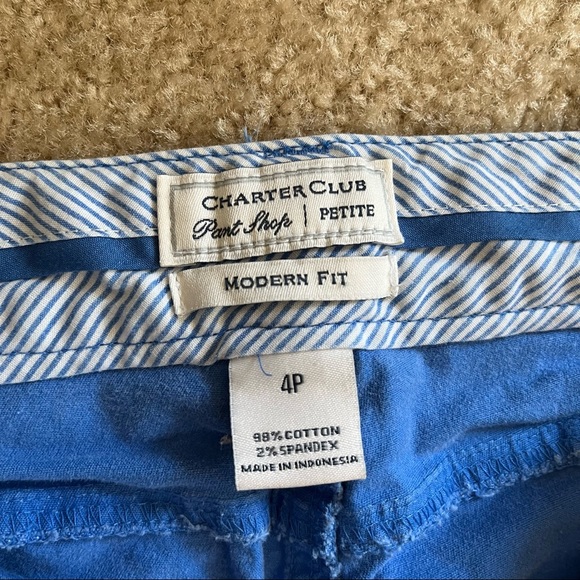 CHARTER CLUB
Pant Shop | PETITE
MODERN FIT
4P
98% COTTON
2% SPANDEX
MADE IN INDONESIA